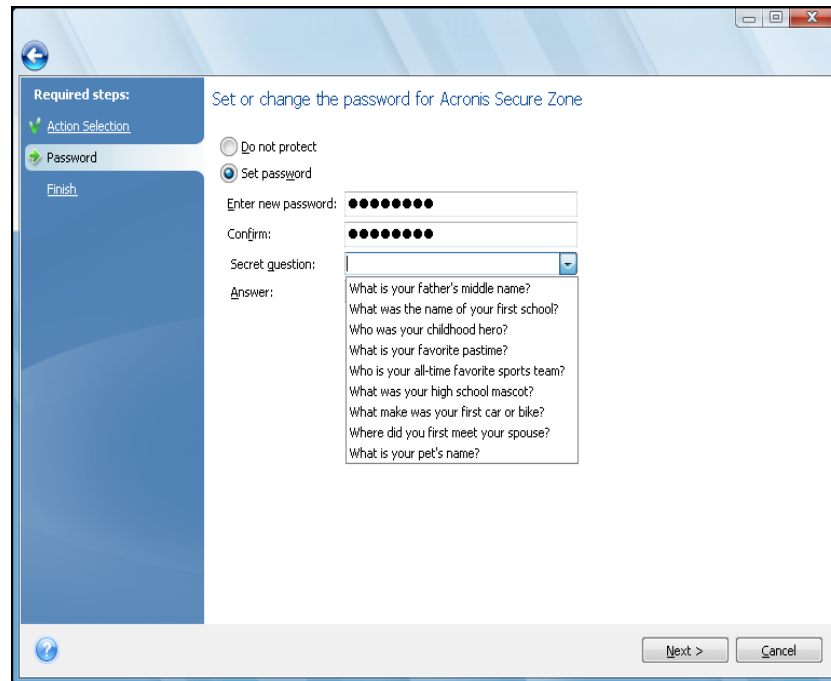 Required steps:
Action Selection
Password
Finish
Set or change the password for Acronis Secure Zone
Do not protect
Set password
Enter new password: ●●●●●●●●
Confirm: ●●●●●●●●
Secret question:
Answer:
What is your father's middle name?
What was the name of your first school?
Who was your childhood hero?
What is your favorite pastime?
Who is your all-time favorite sports team?
What was your high school mascot?
What make was your first car or bike?
Where did you first meet your spouse?
What is your pet's name?
Next >
Cancel